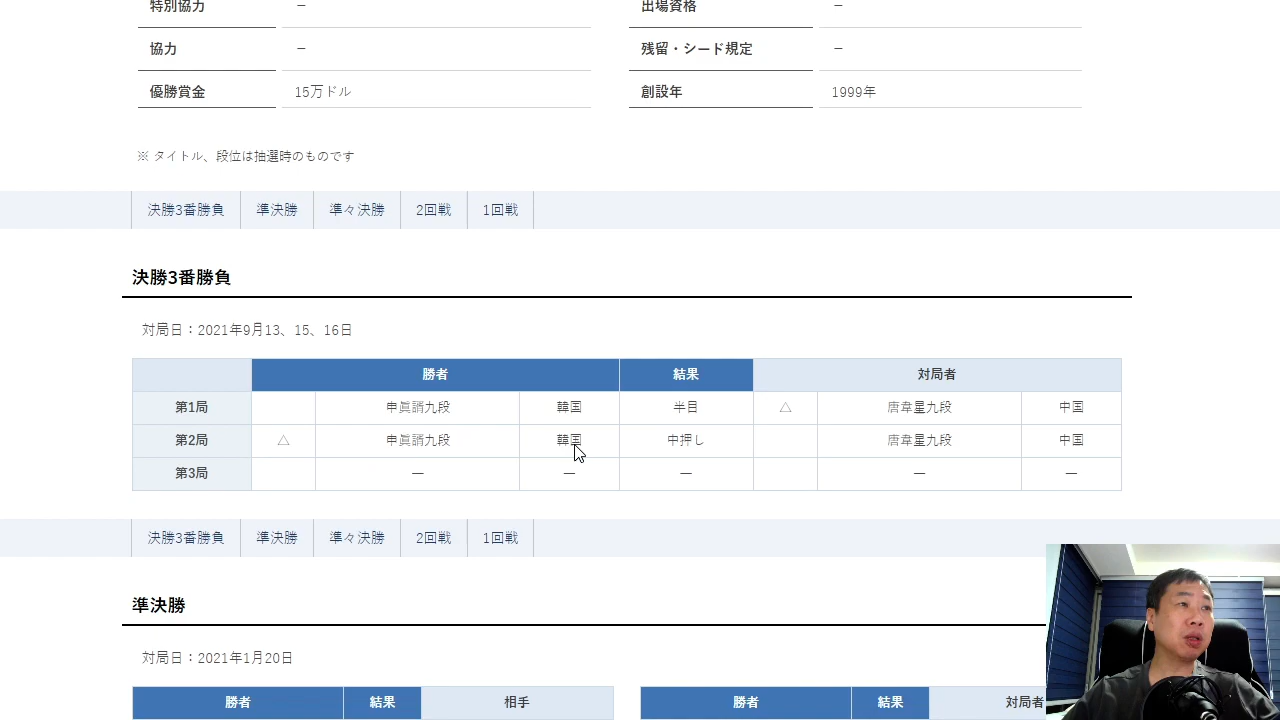 特別協力 － 出場資格 －
協力 － 残留・シード規定 －
優勝賞金 15万ドル 創設年 1999年
※ タイトル、段位は抽選時のものです
決勝3番勝負 準決勝 準々決勝 2回戦 1回戦
決勝3番勝負
対局日：2021年9月13、15、16日
勝者 結果 対局者
第1局 申眞諝九段 韓国 半目 △ 唐韋星九段 中国
第2局 △ 申眞諝九段 韓国 中押し 唐韋星九段 中国
第3局 — — — — —
決勝3番勝負 準決勝 準々決勝 2回戦 1回戦
準決勝
対局日：2021年1月20日
勝者 結果 相手 勝者 結果 対局者